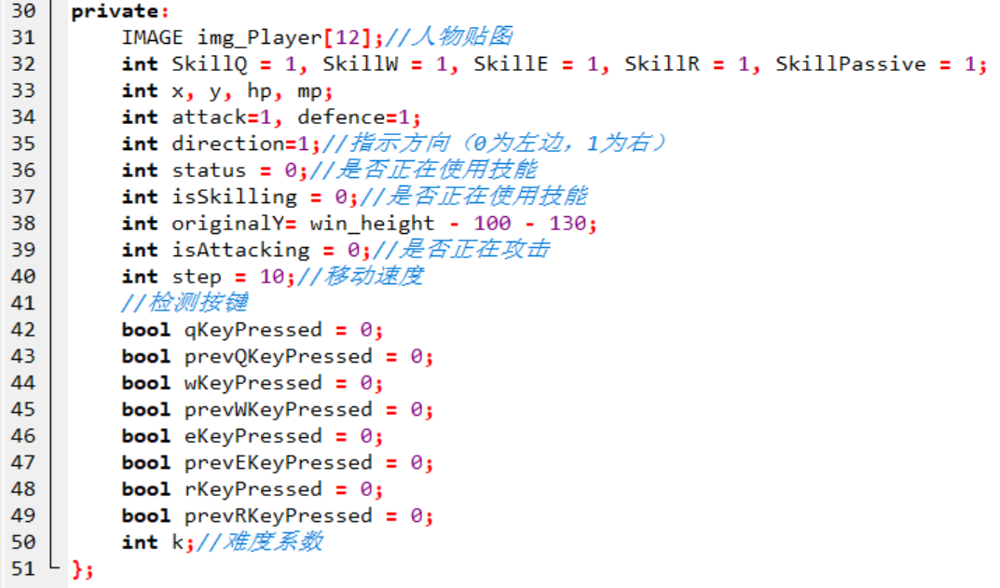 30 private:
31 IMAGE img_Player[12];//人物贴图
32 int SkillQ = 1, SkillW = 1, SkillE = 1, SkillR = 1, SkillPassive = 1;
33 int x, y, hp, mp;
34 int attack=1, defence=1;
35 int direction=1;//指示方向（0为左边，1为右）
36 int status = 0;//是否正在使用技能
37 int isSkilling = 0;//是否正在使用技能
38 int originalY= win_height - 100 - 130;
39 int isAttacking = 0;//是否正在攻击
40 int step = 10;//移动速度
41 //检测按键
42 bool qKeyPressed = 0;
43 bool prevQKeyPressed = 0;
44 bool wKeyPressed = 0;
45 bool prevWKeyPressed = 0;
46 bool eKeyPressed = 0;
47 bool prevEKeyPressed = 0;
48 bool rKeyPressed = 0;
49 bool prevRKeyPressed = 0;
50 int k;//难度系数
51 };